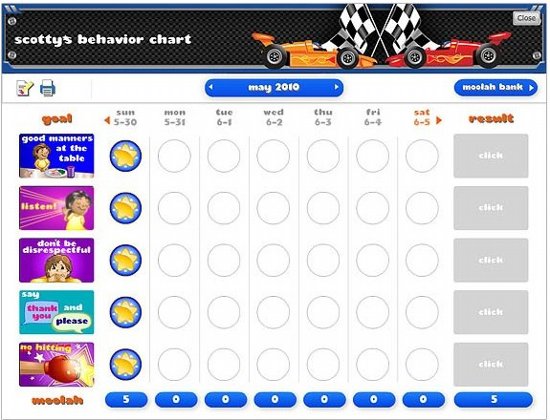 Close
scotty's behavior chart
may 2010
moolah bank
goal
sun mon tue wed thu fri sat
5-30 5-31 6-1 6-2 6-3 6-4 6-5
result
good manners
at the
table
click
listen!
click
don't be
disrespectful
click
say
thank
you
and
please
click
no hitting
click
moolah
5 0 0 0 0 0 0 5